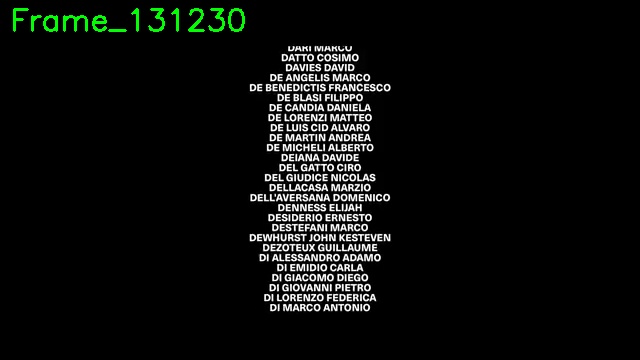 Frame_131230
DARI MARCO
DATTO COSIMO
DAVIES DAVID
DE ANGELIS MARCO
DE BENEDICTIS FRANCESCO
DE BLASI FILIPPO
DE CANDIA DANIELA
DE LORENZI MATTEO
DE LUIS CID ALVARO
DE MARTIN ANDREA
DE MICHELI ALBERTO
DEIANA DAVIDE
DEL GATTO CIRO
DEL GIUDICE NICOLAS
DELLACASA MARZIO
DELL'AVERSANA DOMENICO
DENNESS ELIJAH
DESIDERIO ERNESTO
DESTEFANI MARCO
DEWHURST JOHN KESTEVEN
DEZOTEUX GUILLAUME
DI ALESSANDRO ADAMO
DI EMIDIO CARLA
DI GIACOMO DIEGO
DI GIOVANNI PIETRO
DI LORENZO FEDERICA
DI MARCO ANTONIO